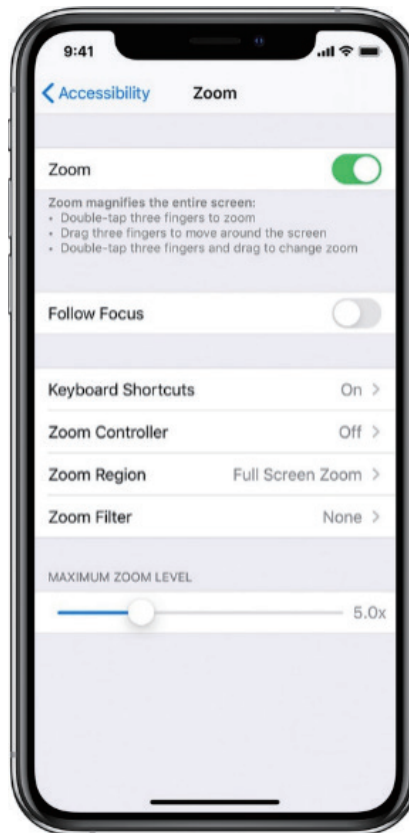 9:41
Accessibility
Zoom
Zoom
Zoom magnifies the entire screen:
• Double-tap three fingers to zoom
• Drag three fingers to move around the screen
• Double-tap three fingers and drag to change zoom
Follow Focus
Keyboard Shortcuts On
Zoom Controller Off
Zoom Region Full Screen Zoom
Zoom Filter None
MAXIMUM ZOOM LEVEL
5.0x